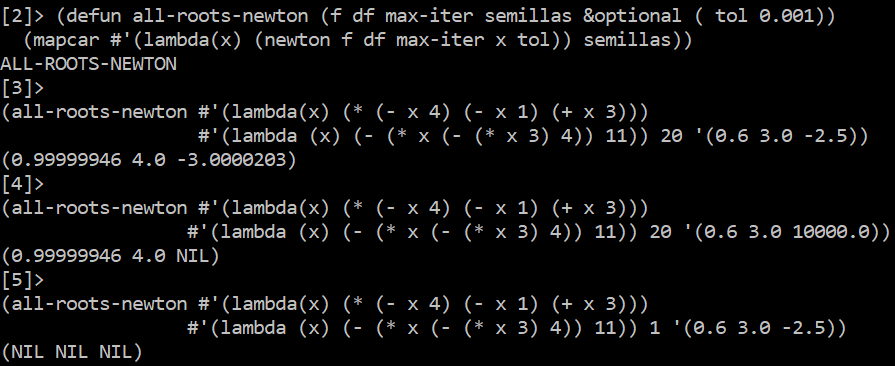 [2]> (defun all-roots-newton (f df max-iter semillas &optional ( tol 0.001))
  (mapcar #'(lambda(x) (newton f df max-iter x tol)) semillas))
ALL-ROOTS-NEWTON
[3]>
(all-roots-newton #'(lambda(x) (* (- x 4) (- x 1) (+ x 3)))
                  #'(lambda (x) (- (* x (- (* x 3) 4)) 11)) 20 '(0.6 3.0 -2.5))
(0.99999946 4.0 -3.0000203)
[4]>
(all-roots-newton #'(lambda(x) (* (- x 4) (- x 1) (+ x 3)))
                 #'(lambda (x) (- (* x (- (* x 3) 4)) 11)) 20 '(0.6 3.0 10000.0))
(0.99999946 4.0 NIL)
[5]>
(all-roots-newton #'(lambda(x) (* (- x 4) (- x 1) (+ x 3)))
                 #'(lambda (x) (- (* x (- (* x 3) 4)) 11)) 1 '(0.6 3.0 -2.5))
(NIL NIL NIL)